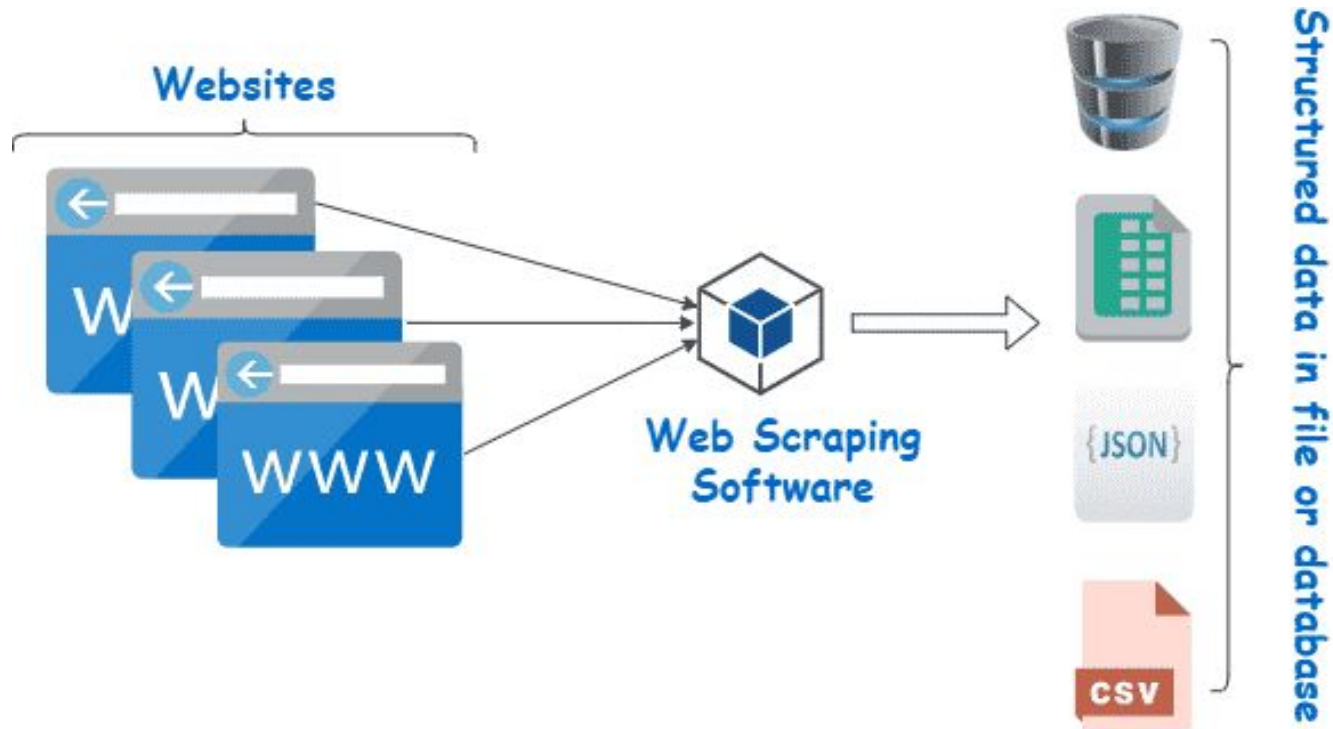 Websites
W
W
WWW
Web Scraping
Software
{JSON}
CSV
Structured data in file or database